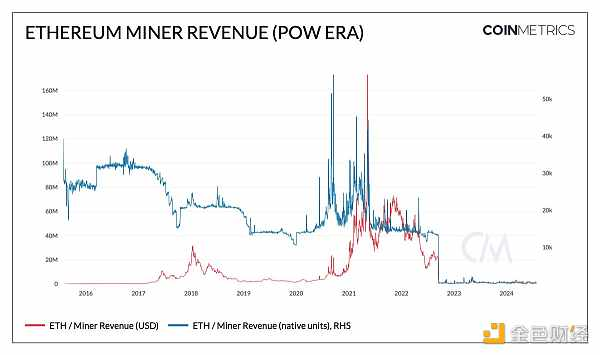 ETHEREUM MINER REVENUE (POW ERA)
COINMETRICS
160M
140M
120M
100M
80M
60M
40M
20M
0
50k
40k
30k
20k
10k
CM
2016 2017 2018 2019 2020 2021 2022 2023 2024
ETH / Miner Revenue (USD) ETH / Miner Revenue (native units), RHS
金色财经